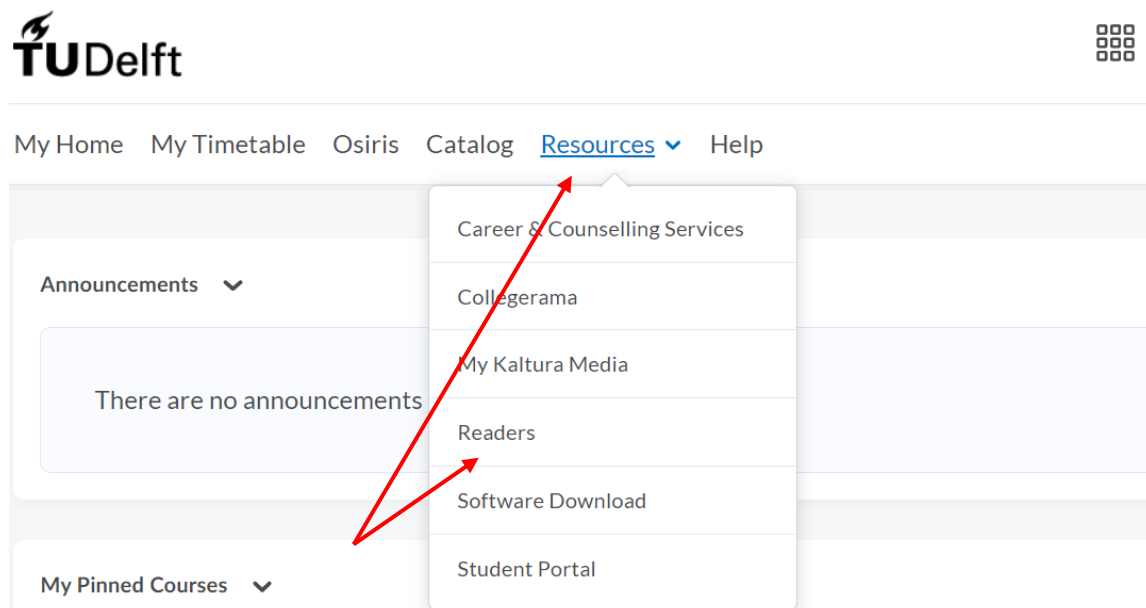 TUDelft
My Home My Timetable Osiris Catalog Resources Help
Career & Counselling Services
Announcements
Collegerama
My Kaltura Media
There are no announcements
Readers
Software Download
Student Portal
My Pinned Courses